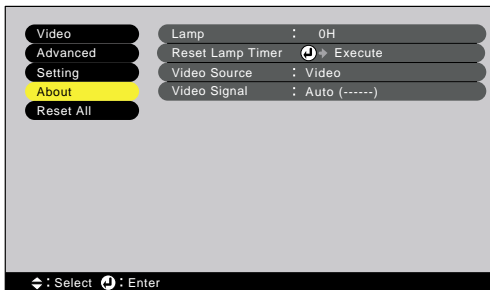 Video
Advanced
Setting
About
Reset All
Lamp : 0H
Reset Lamp Timer Execute
Video Source : Video
Video Signal : Auto (------)
: Select : Enter